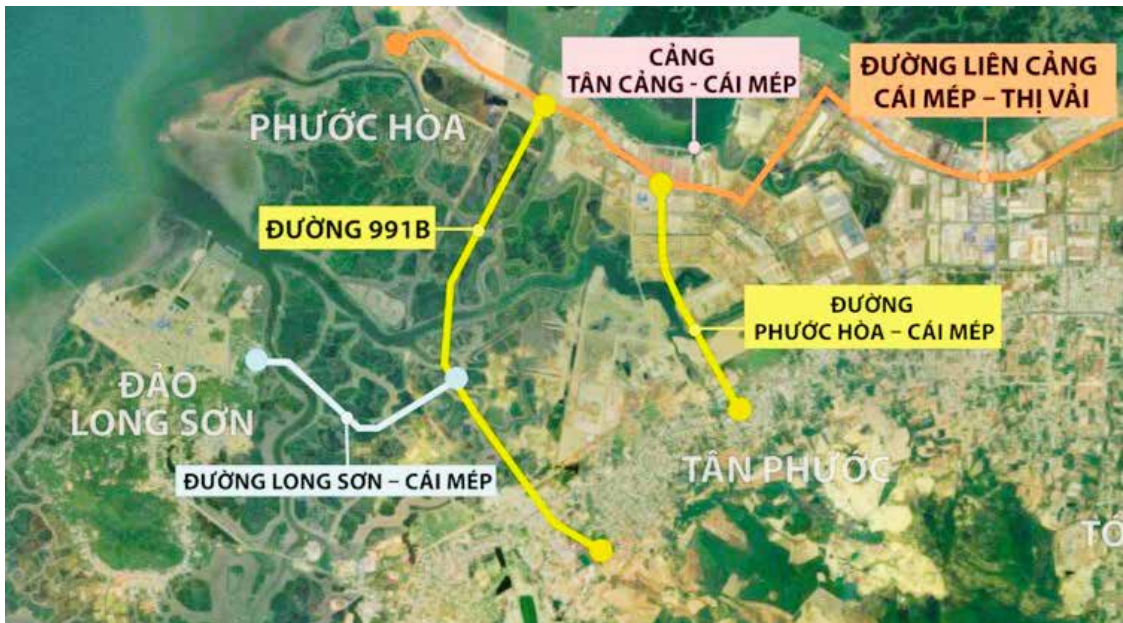 CẢNG
TÂN CẢNG - CÁI MÉP
ĐƯỜNG LIÊN CẢNG
CÁI MÉP – THỊ VẢI
PHƯỚC HÒA
ĐƯỜNG 991B
ĐƯỜNG
PHƯỚC HÒA – CÁI MÉP
ĐẢO
LONG SƠN
ĐƯỜNG LONG SƠN – CÁI MÉP
TÂN PHƯỚC
TÓ